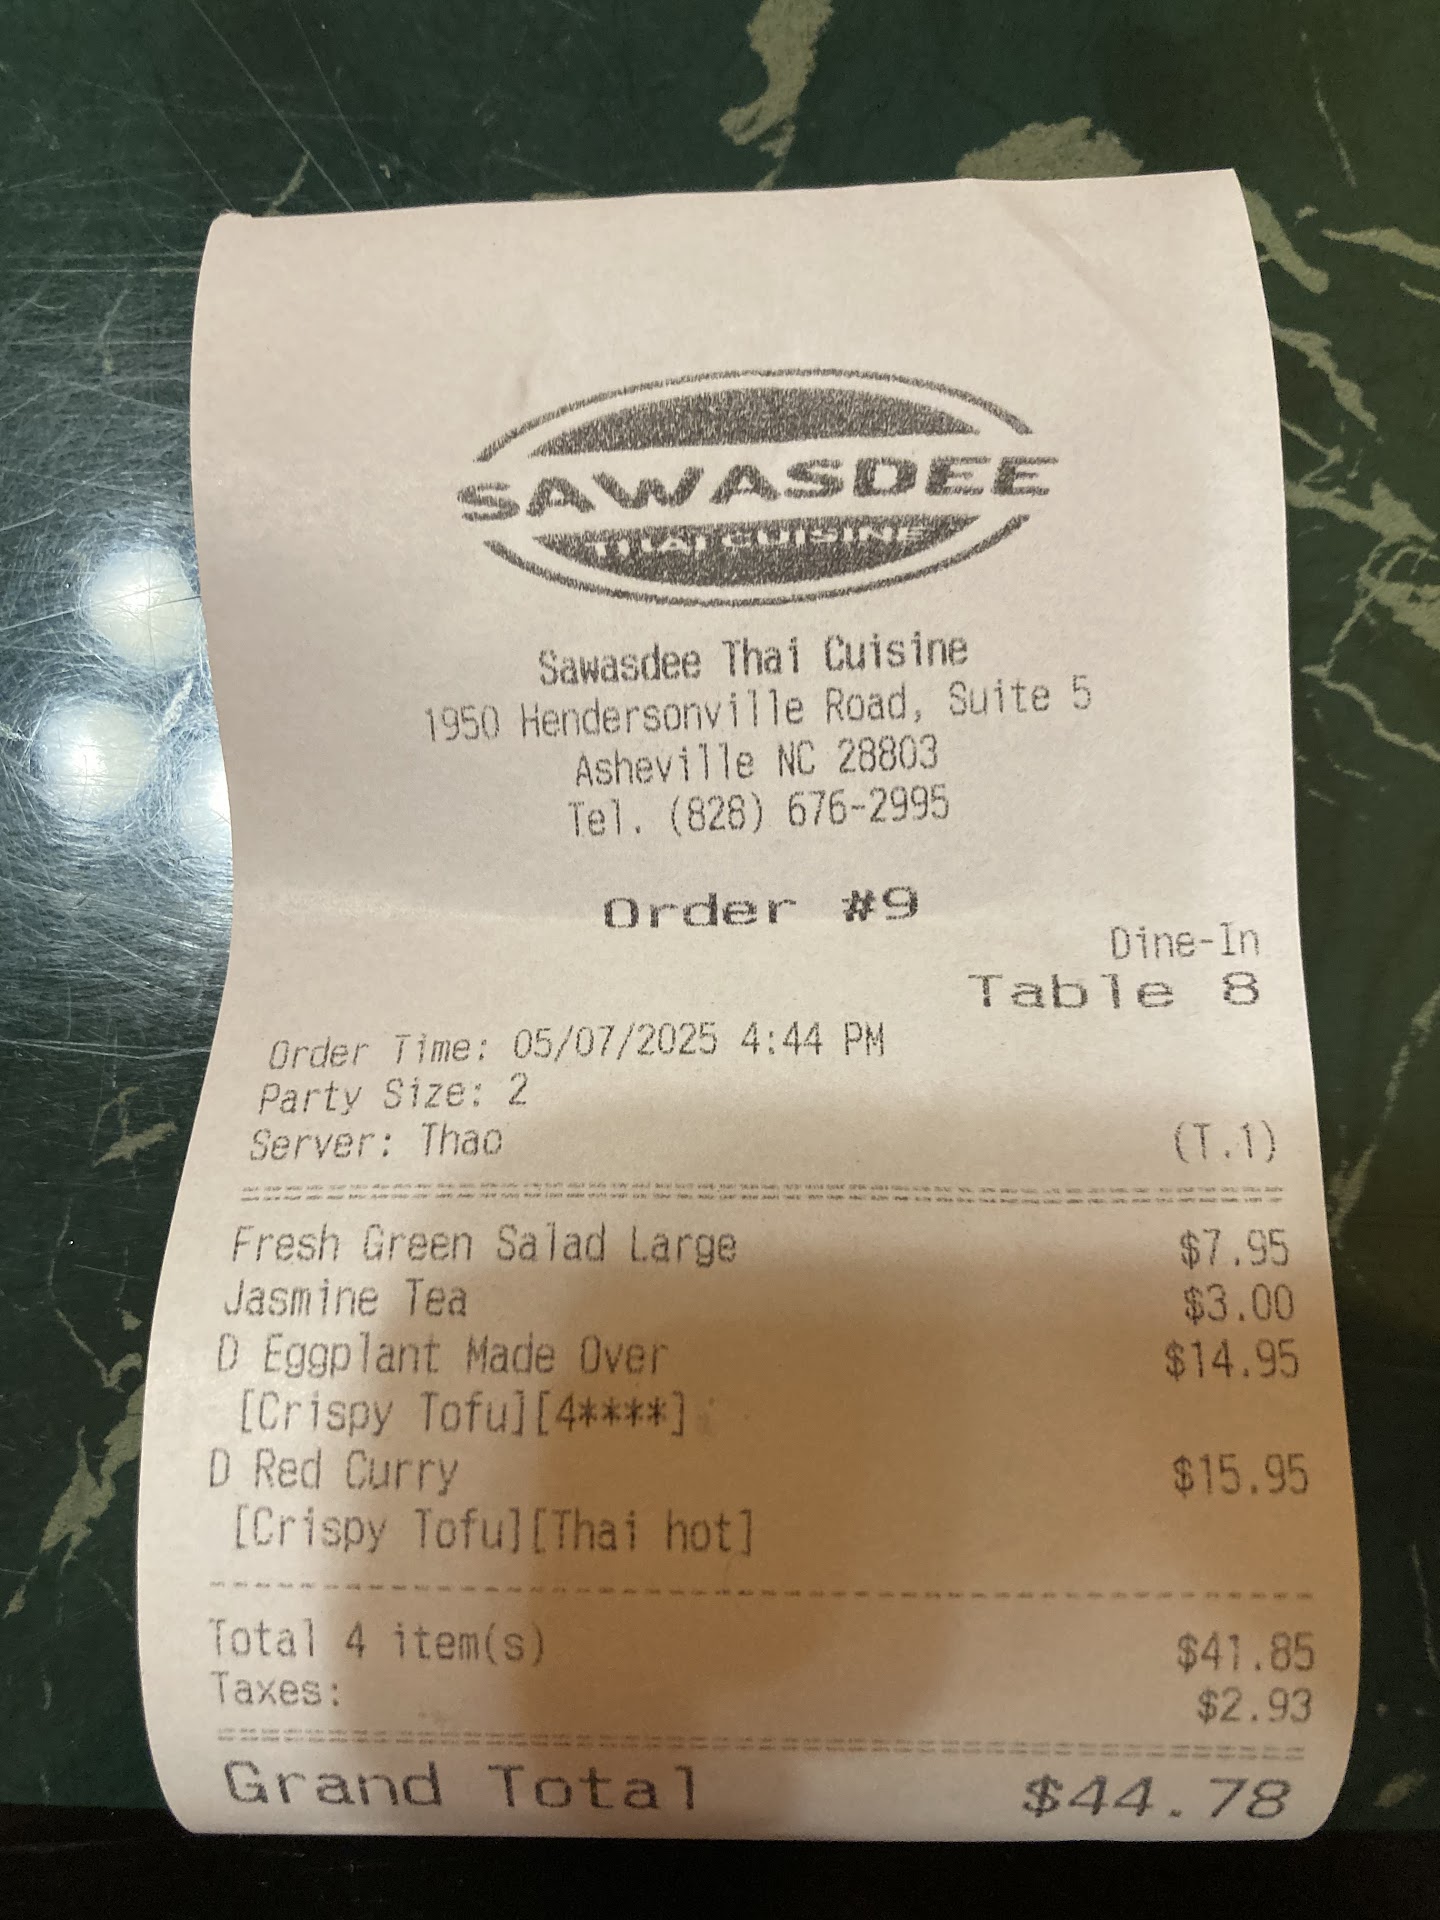 SAWASDEE
THAI CUISINE
Sawasdee Thai Cuisine
1950 Hendersonville Road, Suite 5
Asheville NC 28803
Tel. (828) 676-2995
Order #9
Dine-In
Table 8
Order Time: 05/07/2025 4:44 PM
Party Size: 2
Server: Thao (T.1)
Fresh Green Salad Large $7.95
Jasmine Tea $3.00
D Eggplant Made Over $14.95
[Crispy Tofu][4****]
D Red Curry $15.95
[Crispy Tofu][Thai hot]
Total 4 item(s) $41.85
Taxes: $2.93
Grand Total $44.78